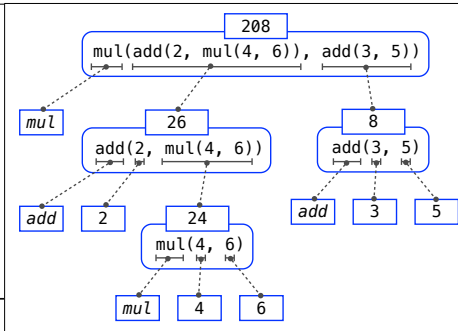 208
mul(add(2, mul(4, 6)), add(3, 5))
mul
26
8
add(2, mul(4, 6))
add(3, 5)
add
2
24
add
3
5
mul(4, 6)
mul
4
6